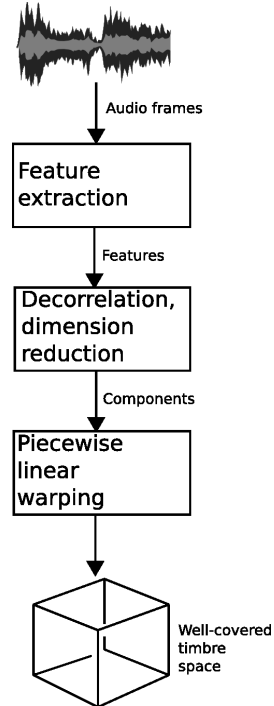 Audio frames
Feature
extraction
Features
Decorrelation,
dimension
reduction
Components
Piecewise
linear
warping
Well-covered
timbre
space